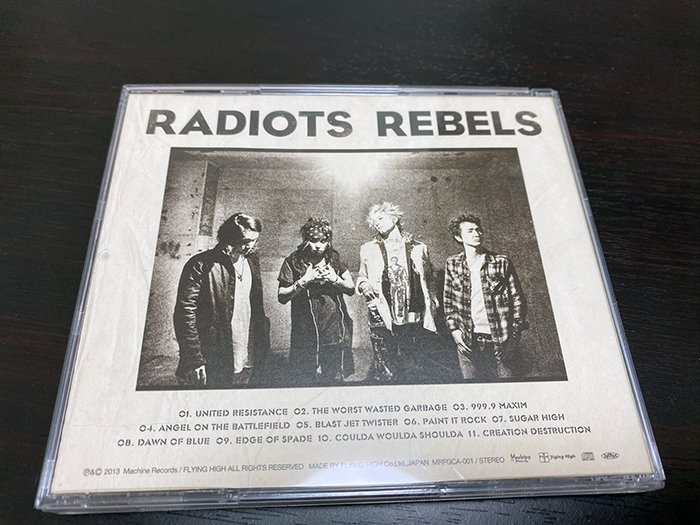 RADIOTS REBELS
01. UNITED RESISTANCE 02. THE WORST WASTED GARBAGE 03. 999.9 MAXIM
04. ANGEL ON THE BATTLEFIELD 05. BLAST JET TWISTER 06. PAINT IT ROCK 07. SUGAR HIGH
08. DAWN OF BLUE 09. EDGE OF SPADE 10. COULDA WOULDA SHOULDA 11. CREATION DESTRUCTION
℗&© 2013 Machine Records / FLYING HIGH ALL RIGHTS RESERVED MADE BY FLYING HIGH Co.Ltd.,JAPAN MRFGCA-001 / STEREO Flying High